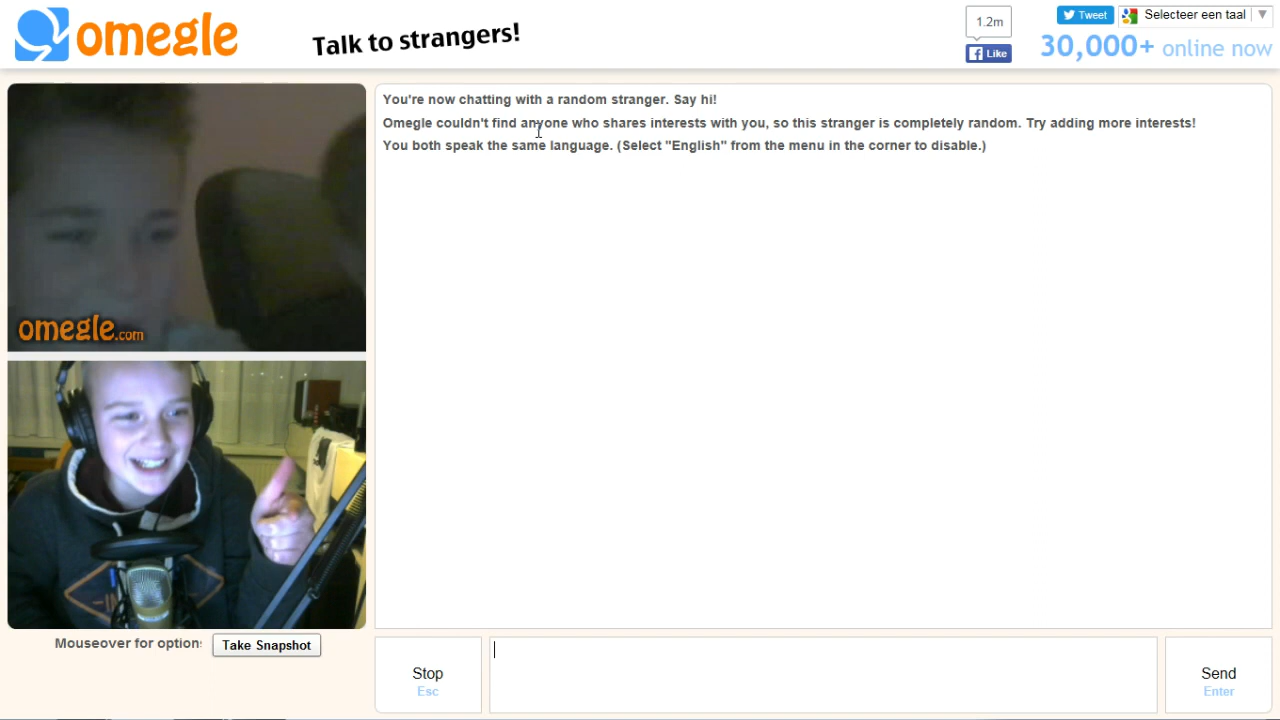 omegle
Talk to strangers!
1.2m
Like
Tweet
Selecteer een taal
30,000+ online now
You're now chatting with a random stranger. Say hi!
Omegle couldn't find anyone who shares interests with you, so this stranger is completely random. Try adding more interests!
You both speak the same language. (Select "English" from the menu in the corner to disable.)
omegle.com
Mouseover for option
Take Snapshot
Stop
Esc
Send
Enter